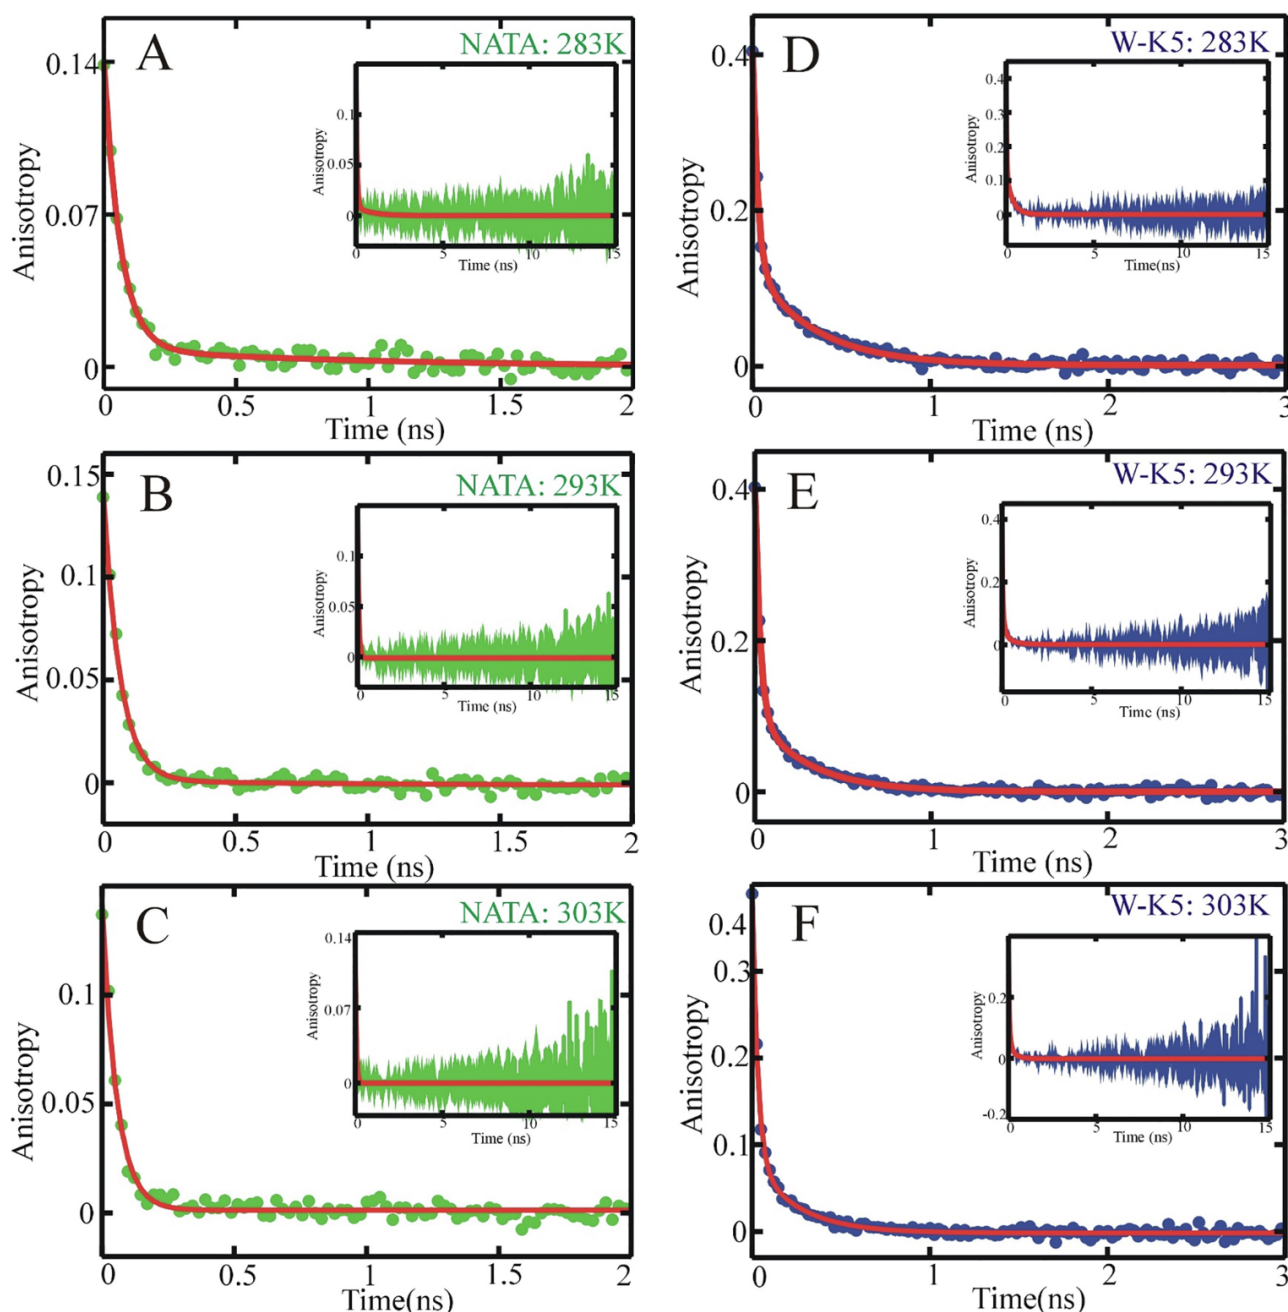 A
NATA: 283K
0.14
0.07
0
Anisotropy
0
0.5
1
1.5
2
Time (ns)
0.1
0.05
0
Anisotropy
0
5
10
15
Time (ns)
D
W-K5: 283K
0.4
0.2
0
Anisotropy
0
1
2
3
Time (ns)
0.4
0.3
0.2
0.1
0
Anisotropy
0
5
10
15
Time(ns)
B
NATA: 293K
0.15
0.1
0.05
0
Anisotropy
0
0.5
1
1.5
2
Time (ns)
0.1
0.05
0
Anisotropy
0
5
10
15
Time (ns)
E
W-K5: 293K
0.4
0.2
0
Anisotropy
0
1
2
3
Time (ns)
0.4
0.2
0
Anisotropy
0
5
10
15
Time (ns)
C
NATA: 303K
0.1
0.05
0
Anisotropy
0
0.5
1
1.5
2
Time(ns)
0.14
0.07
0
Anisotropy
0
5
10
15
Time (ns)
F
W-K5: 303K
0.4
0.3
0.2
0.1
0
Anisotropy
0
1
2
3
Time (ns)
0.2
0
-0.2
Anisotropy
0
5
10
15
Time (ns)